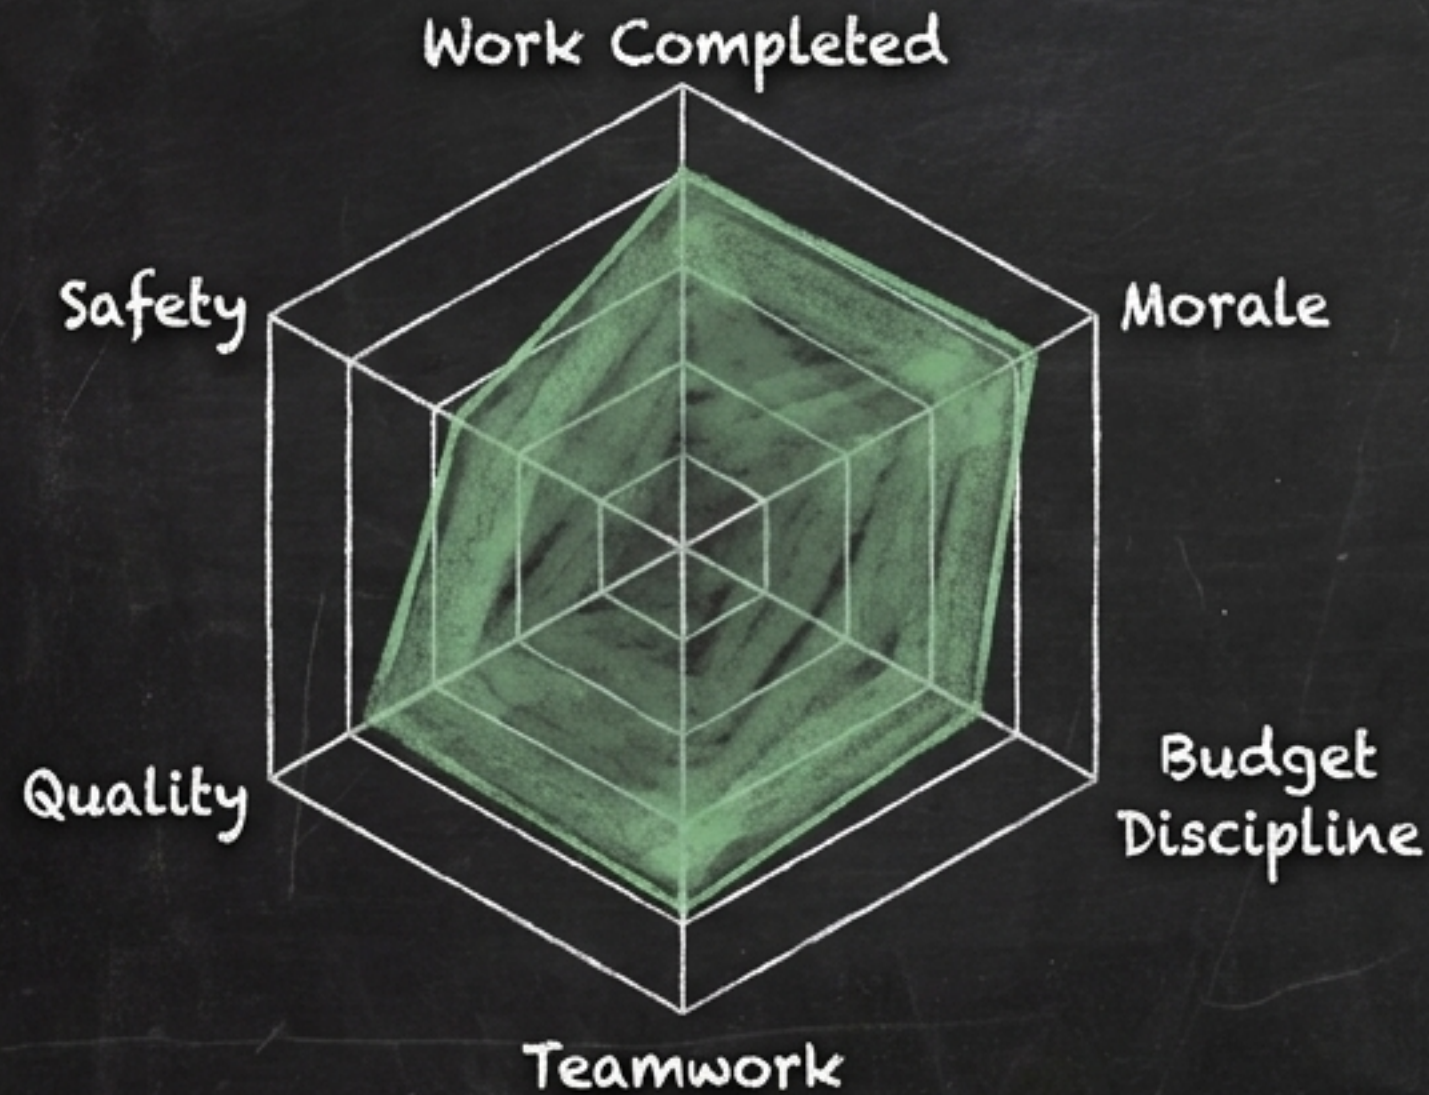 Work Completed
Safety
Morale
Quality
Budget
Discipline
Teamwork